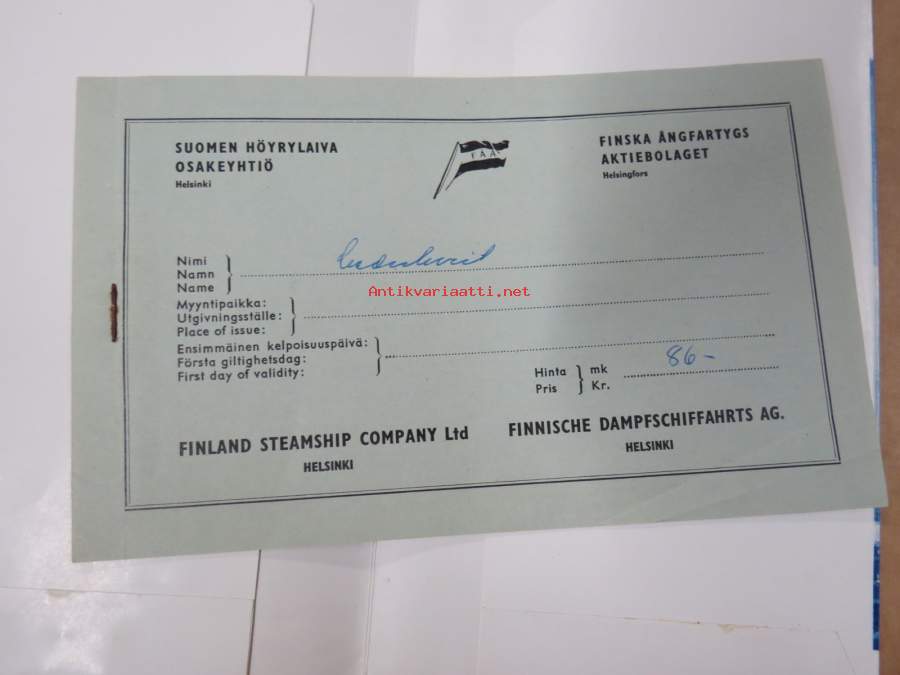 SUOMEN HÖYRYLAIVA
OSAKEYHTIÖ
Helsinki
F Å A
FINSKA ÅNGFARTYGS
AKTIEBOLAGET
Helsingfors
Nimi
Namn
Name
Antikvariaatti.net
Myyntipaikka:
Utgivningsställe:
Place of issue:
Ensimmäinen kelpoisuuspäivä:
Första giltighetsdag:
First day of validity:
Hinta mk
Pris Kr.
86-
FINLAND STEAMSHIP COMPANY Ltd
HELSINKI
FINNISCHE DAMPFSCHIFFAHRTS AG.
HELSINKI